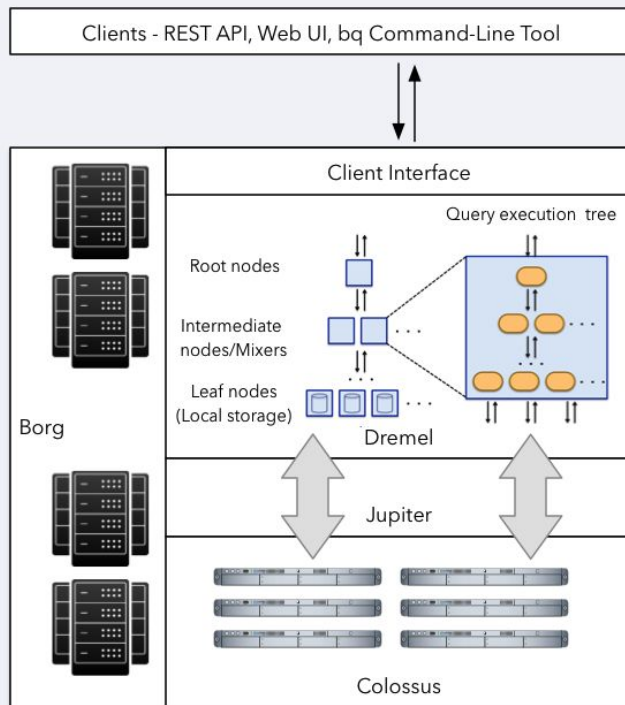 Clients - REST API, Web UI, bq Command-Line Tool
Client Interface
Query execution tree
Root nodes
Intermediate
nodes/Mixers
Leaf nodes
(Local storage)
Borg
Dremel
Jupiter
Colossus